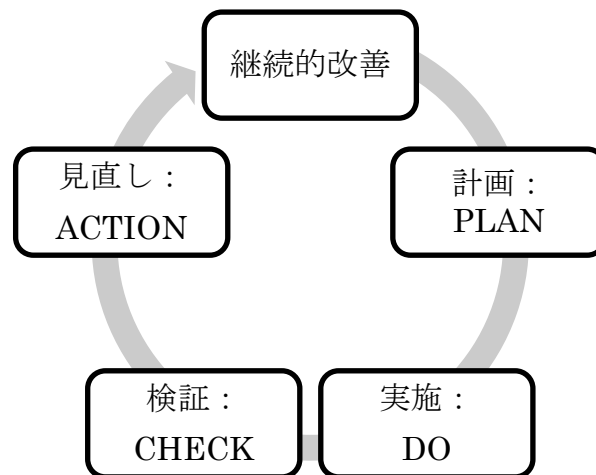 継続的改善
計画：
PLAN
実施：
DO
検証：
CHECK
見直し：
ACTION